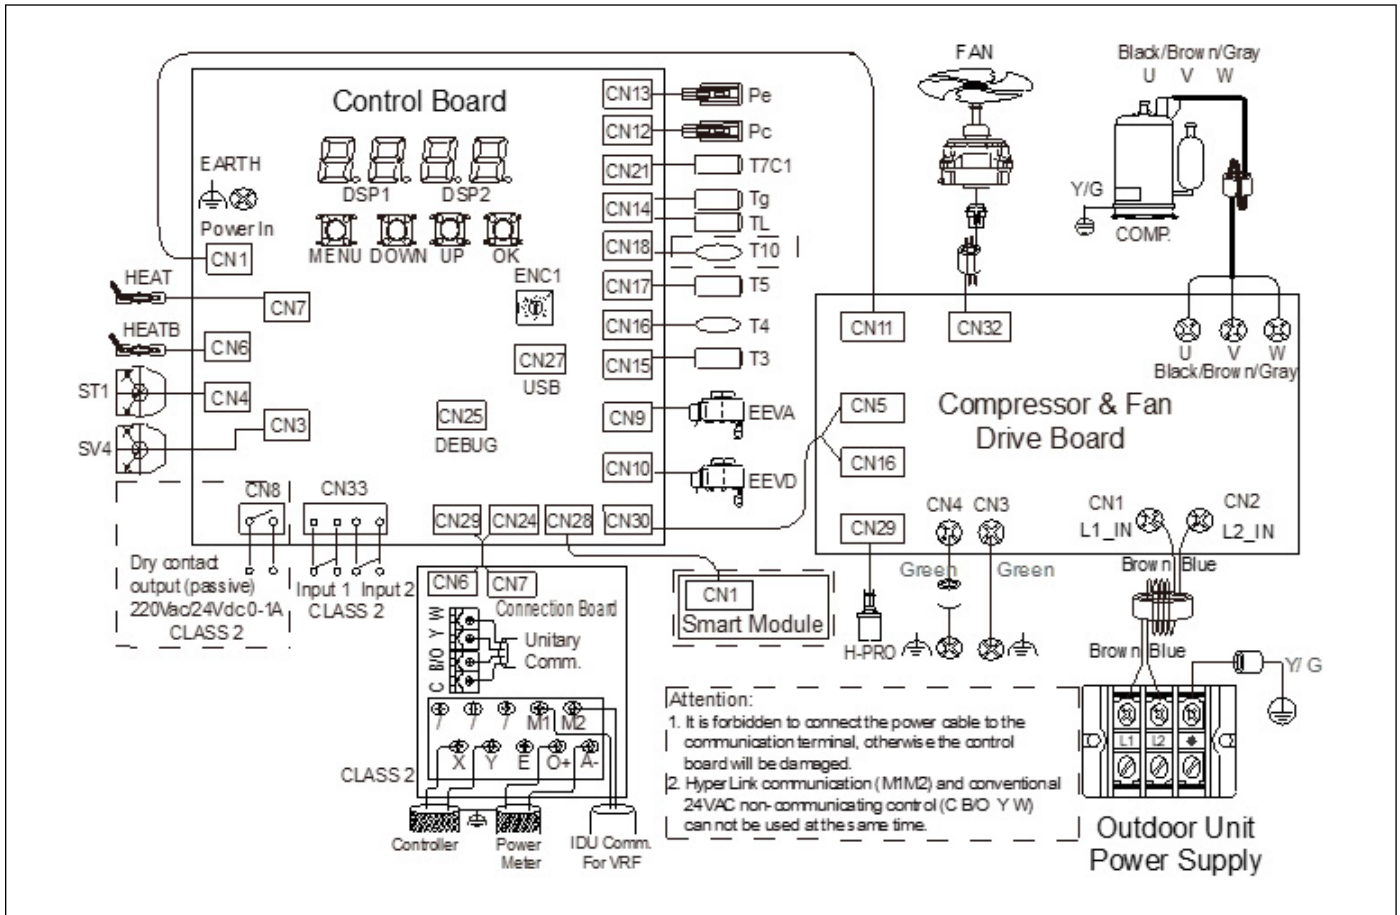 Control Board
EARTH
Power In
CN1
DSP1
DSP2
MENU
DOWN
UP
OK
ENC1
CN27
USB
CN25
DEBUG
HEAT
CN7
HEATB
CN6
ST1
CN4
SV4
CN3
CN13
Pe
CN12
Pc
CN21
T7C1
CN14
Tg
TL
CN18
T10
CN17
T5
CN16
T4
CN15
T3
CN9
EEVA
CN10
EEVD
CN8
CN33
CN29
CN24
CN28
CN30
Dry contact
output (passive)
220Vac/24Vdc 0-1A
CLASS 2
Input 1
Input 2
CLASS 2
CN6
CN7
Connection Board
C B/O Y W
Unitary
Comm.
M1
M2
X
Y
E
O+
A-
CLASS 2
Controller
Power
Meter
IDU Comm.
For VRF
CN1
Smart Module
FAN
Black/Brown/Gray
U V W
Y/G
COMP.
CN11
CN32
U V W
Black/Brown/Gray
CN5
CN16
Compressor & Fan
Drive Board
CN29
CN4
CN3
CN1
L1_IN
CN2
L2_IN
Green
Green
Brown
Blue
H-PRO
Brown
Blue
Y/G
L1
L2
Attention:
1. It is forbidden to connect the power cable to the
communication terminal, otherwise the control
board will be damaged.
2. HyperLink communication (M1M2) and conventional
24VAC non-communicating control (C B/O Y W)
can not be used at the same time.
Outdoor Unit
Power Supply